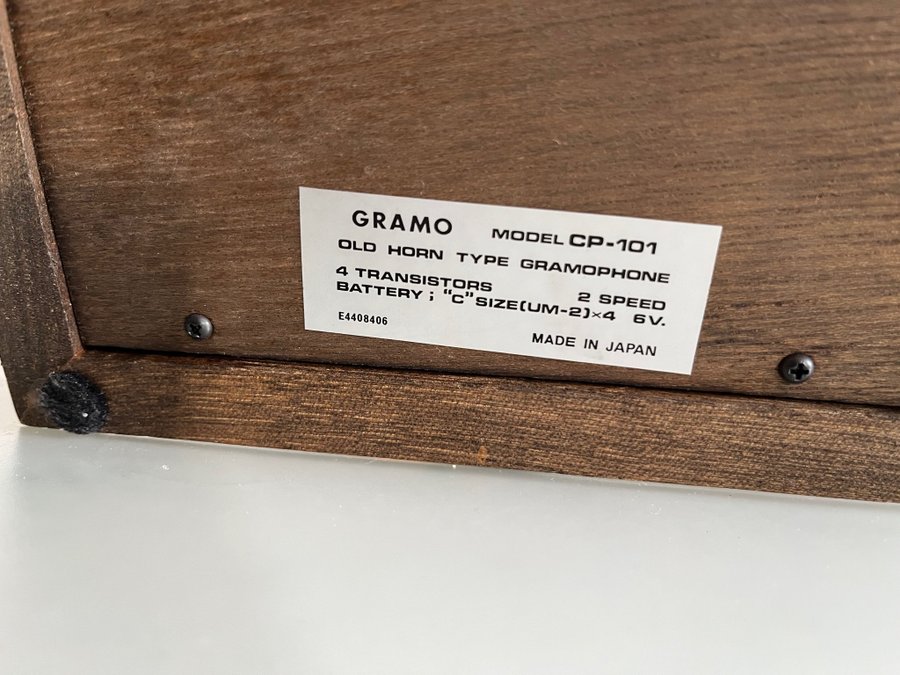 GRAMO MODEL CP-101
OLD HORN TYPE GRAMOPHONE
4 TRANSISTORS 2 SPEED
BATTERY ; "C" SIZE(UM-2)×4 6V.
E4408406
MADE IN JAPAN